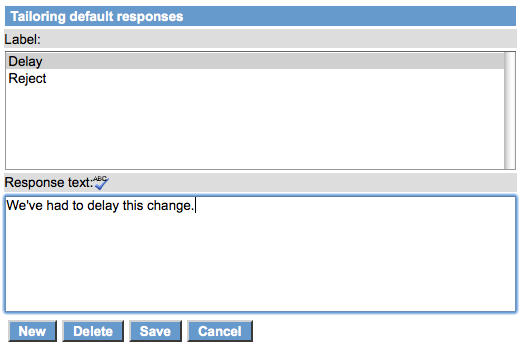 Tailoring default responses
Label:
Delay
Reject
Response text: ABC
We've had to delay this change.
New Delete Save Cancel